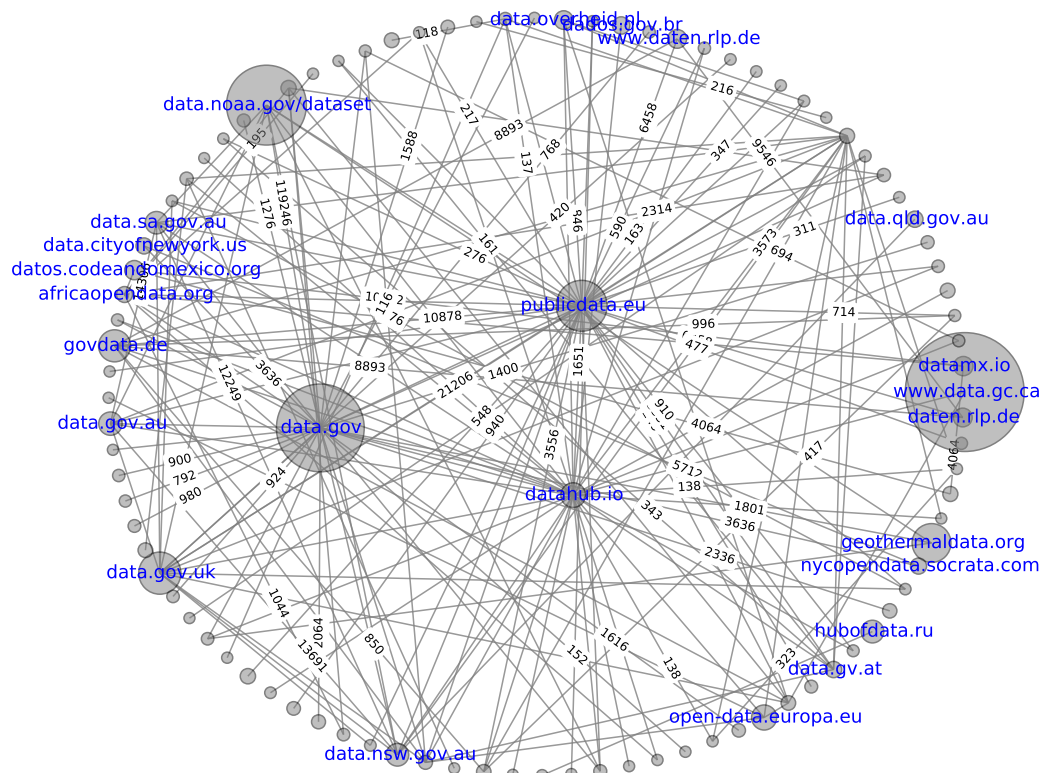 data.overheid.nl
dados.gov.br
www.daten.rlp.de
118
216
data.noaa.gov/dataset
217
6458
8893
195
1588
137
768
347
9546
119246
1276
420
846
590
163
2314
data.sa.gov.au
data.qld.gov.au
311
3573
694
data.cityofnewyork.us
161
276
datos.codeandomexico.org
africaopendata.org
116
76
publicdata.eu
10878
996
714
477
govdata.de
3636
8893
12249
1651
1400
21206
datamx.io
www.data.gc.ca
daten.rlp.de
910
548
940
data.gov.au
data.gov
4064
3556
417
4064
900
792
980
924
5712
138
datahub.io
343
1801
3636
2336
geothermaldata.org
nycopendata.socrata.com
data.gov.uk
1044
2064
13691
850
1616
152
138
323
hubofdata.ru
data.gv.at
open-data.europa.eu
data.nsw.gov.au